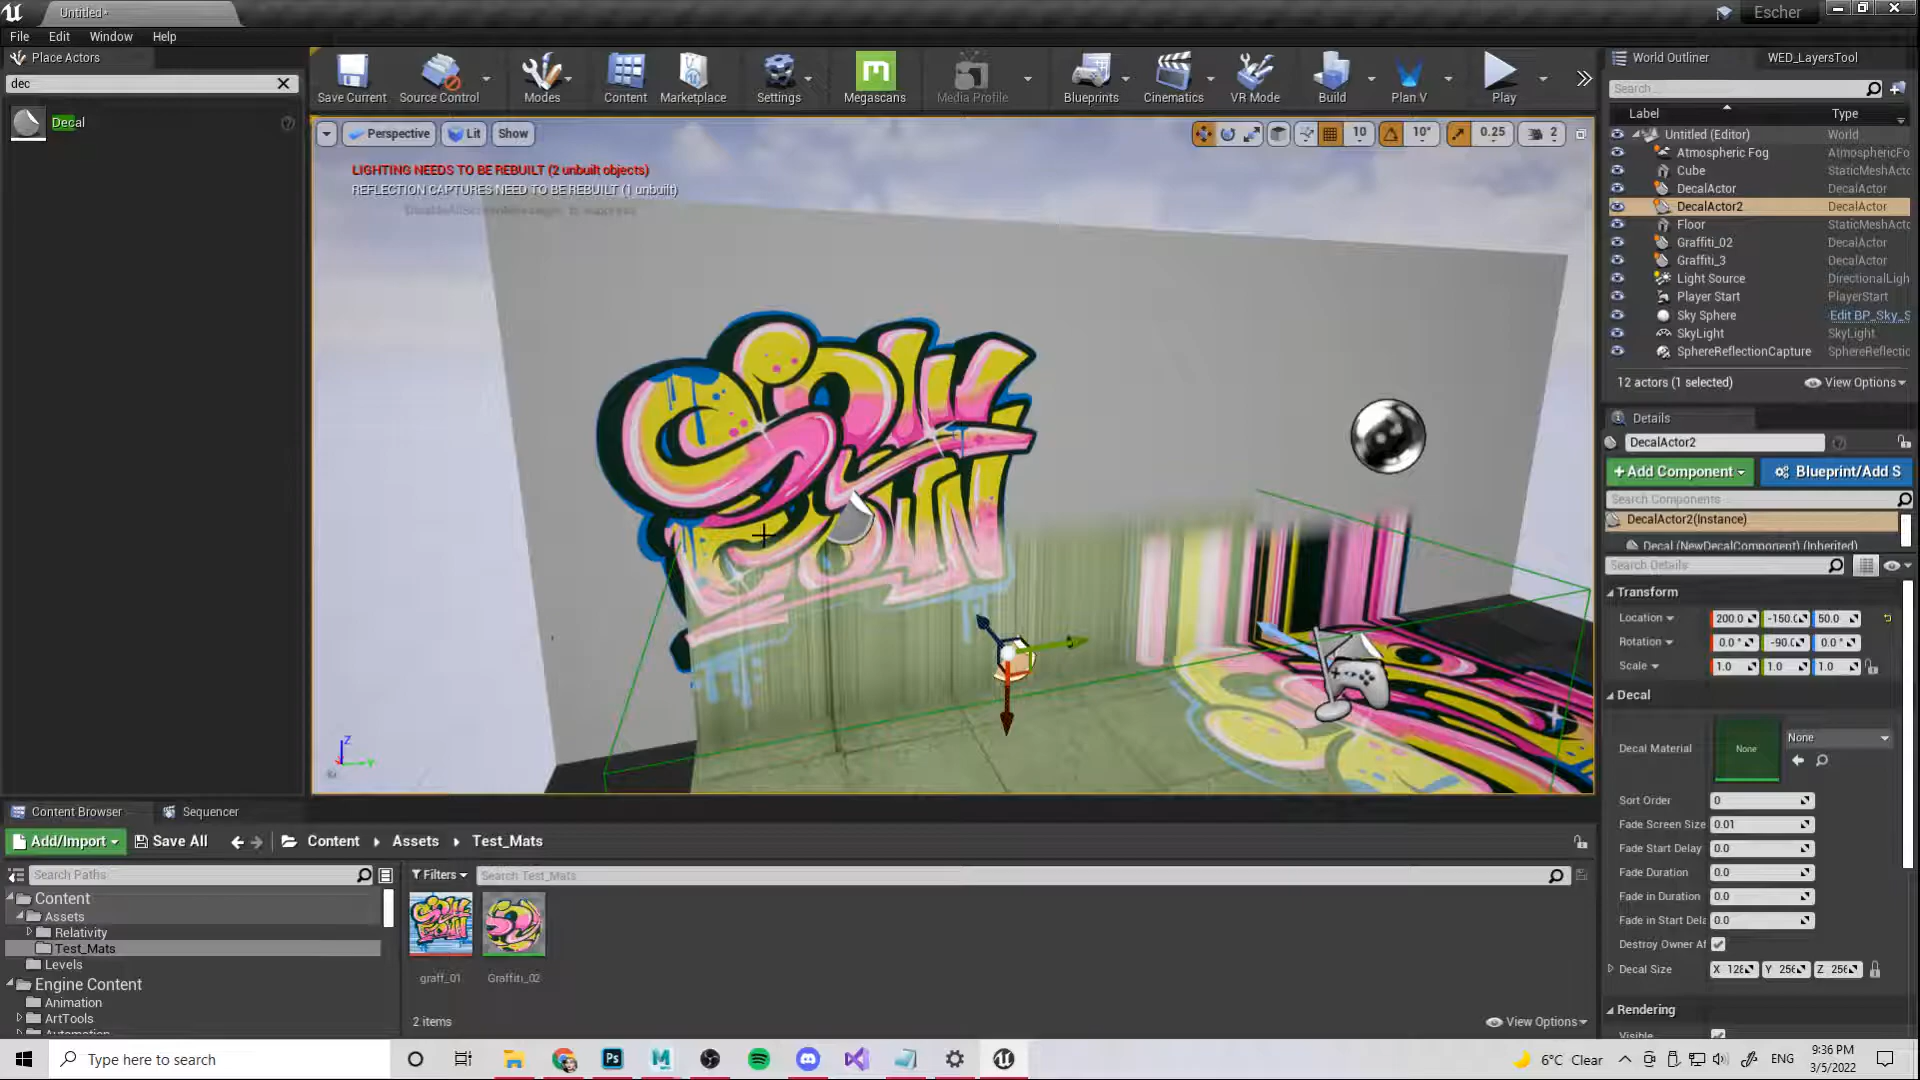 Untitled*
Escher
File Edit Window Help
Place Actors
dec
Decal
Save Current
Source Control
Modes
Content
Marketplace
Settings
Megascans
Media Profile
Blueprints
Cinematics
VR Mode
Build
Plan V
Play
Perspective
Lit
Show
10
10°
0.25
2
LIGHTING NEEDS TO BE REBUILT (2 unbuilt objects)
REFLECTION CAPTURES NEED TO BE REBUILT (1 unbuilt)
Z
World Outliner
WED_LayersTool
Search...
Label Type
Untitled (Editor) World
Atmospheric Fog AtmosphericFo
Cube StaticMeshActo
DecalActor DecalActor
DecalActor2 DecalActor
Floor StaticMeshActo
Graffiti_02 DecalActor
Graffiti_3 DecalActor
Light Source DirectionalLigh
Player Start PlayerStart
Sky Sphere Edit BP_Sky_S
SkyLight SkyLight
SphereReflectionCapture SphereReflectic
12 actors (1 selected)
View Options
Details
DecalActor2
+Add Component
Blueprint/Add S
Search Components
DecalActor2(Instance)
Decal (NewDecalComponent) (Inherited)
Search Details
Transform
Location 200.0 -150.0 50.0
Rotation 0.0° -90.0 0.0°
Scale 1.0 1.0 1.0
Decal
Decal Material None None
Sort Order 0
Fade Screen Size 0.01
Fade Start Delay 0.0
Fade Duration 0.0
Fade in Duration 0.0
Fade in Start Dela 0.0
Destroy Owner Af
Decal Size X 128 Y 256 Z 256
Rendering
Visible
Content Browser
Sequencer
Add/Import
Save All
Content
Assets
Test_Mats
Search Paths
Filters
Search Test_Mats
Content
Assets
Relativity
Test_Mats
Levels
Engine Content
Animation
ArtTools
Automation
graff_01
Graffiti_02
2 items
View Options
Type here to search
Ps
6°C Clear
ENG
9:36 PM
3/5/2022